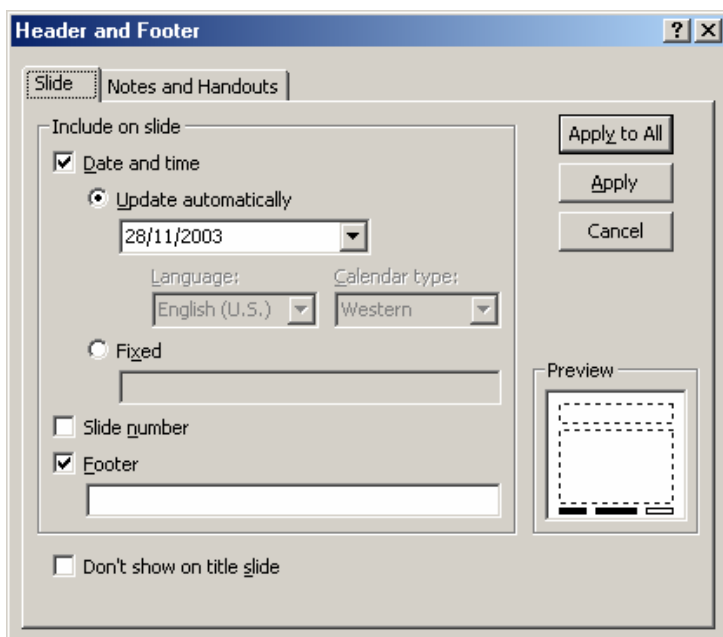 Header and Footer
Slide
Notes and Handouts
Include on slide
Date and time
Update automatically
28/11/2003
Language:
Calendar type:
English (U.S.)
Western
Fixed
Slide number
Footer
Don't show on title slide
Apply to All
Apply
Cancel
Preview